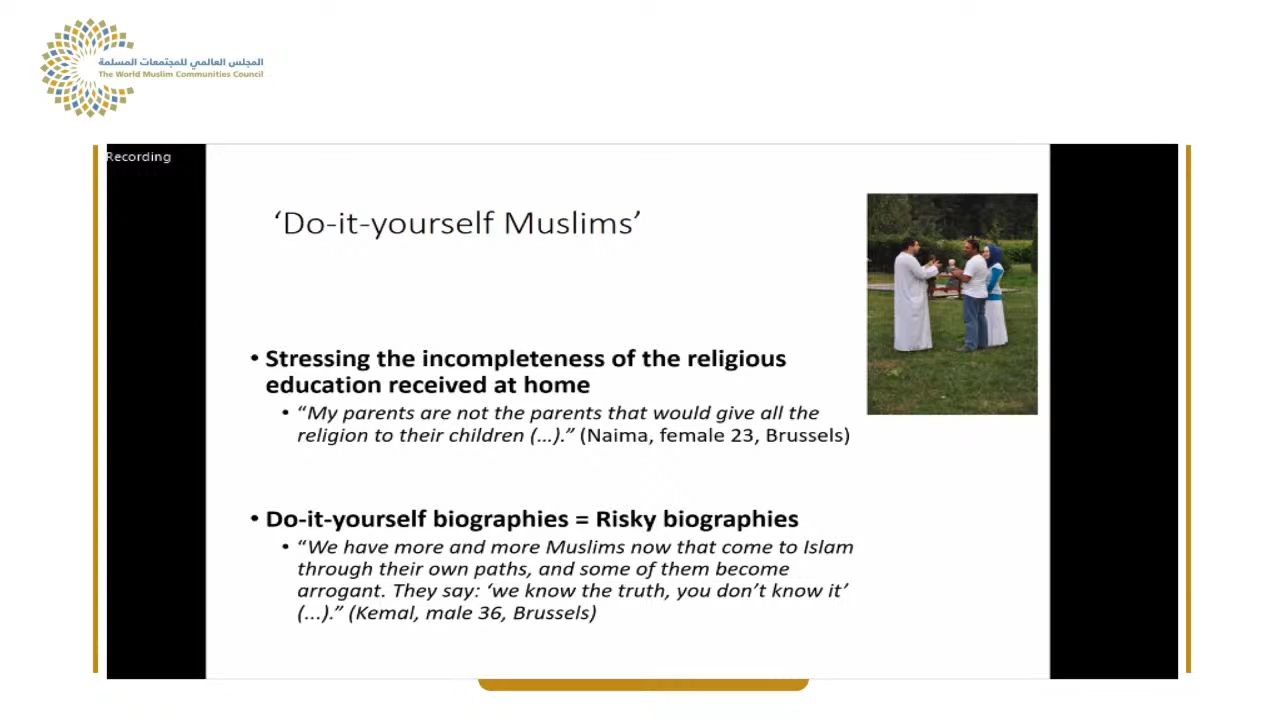 المجلس العالمي للمجتمعات المسلمة
The World Muslim Communities Council
Recording
‘Do-it-yourself Muslims’
• Stressing the incompleteness of the religious
education received at home
• “My parents are not the parents that would give all the
religion to their children (...).” (Naima, female 23, Brussels)
• Do-it-yourself biographies = Risky biographies
• “We have more and more Muslims now that come to Islam
through their own paths, and some of them become
arrogant. They say: ‘we know the truth, you don’t know it’
(...).” (Kemal, male 36, Brussels)